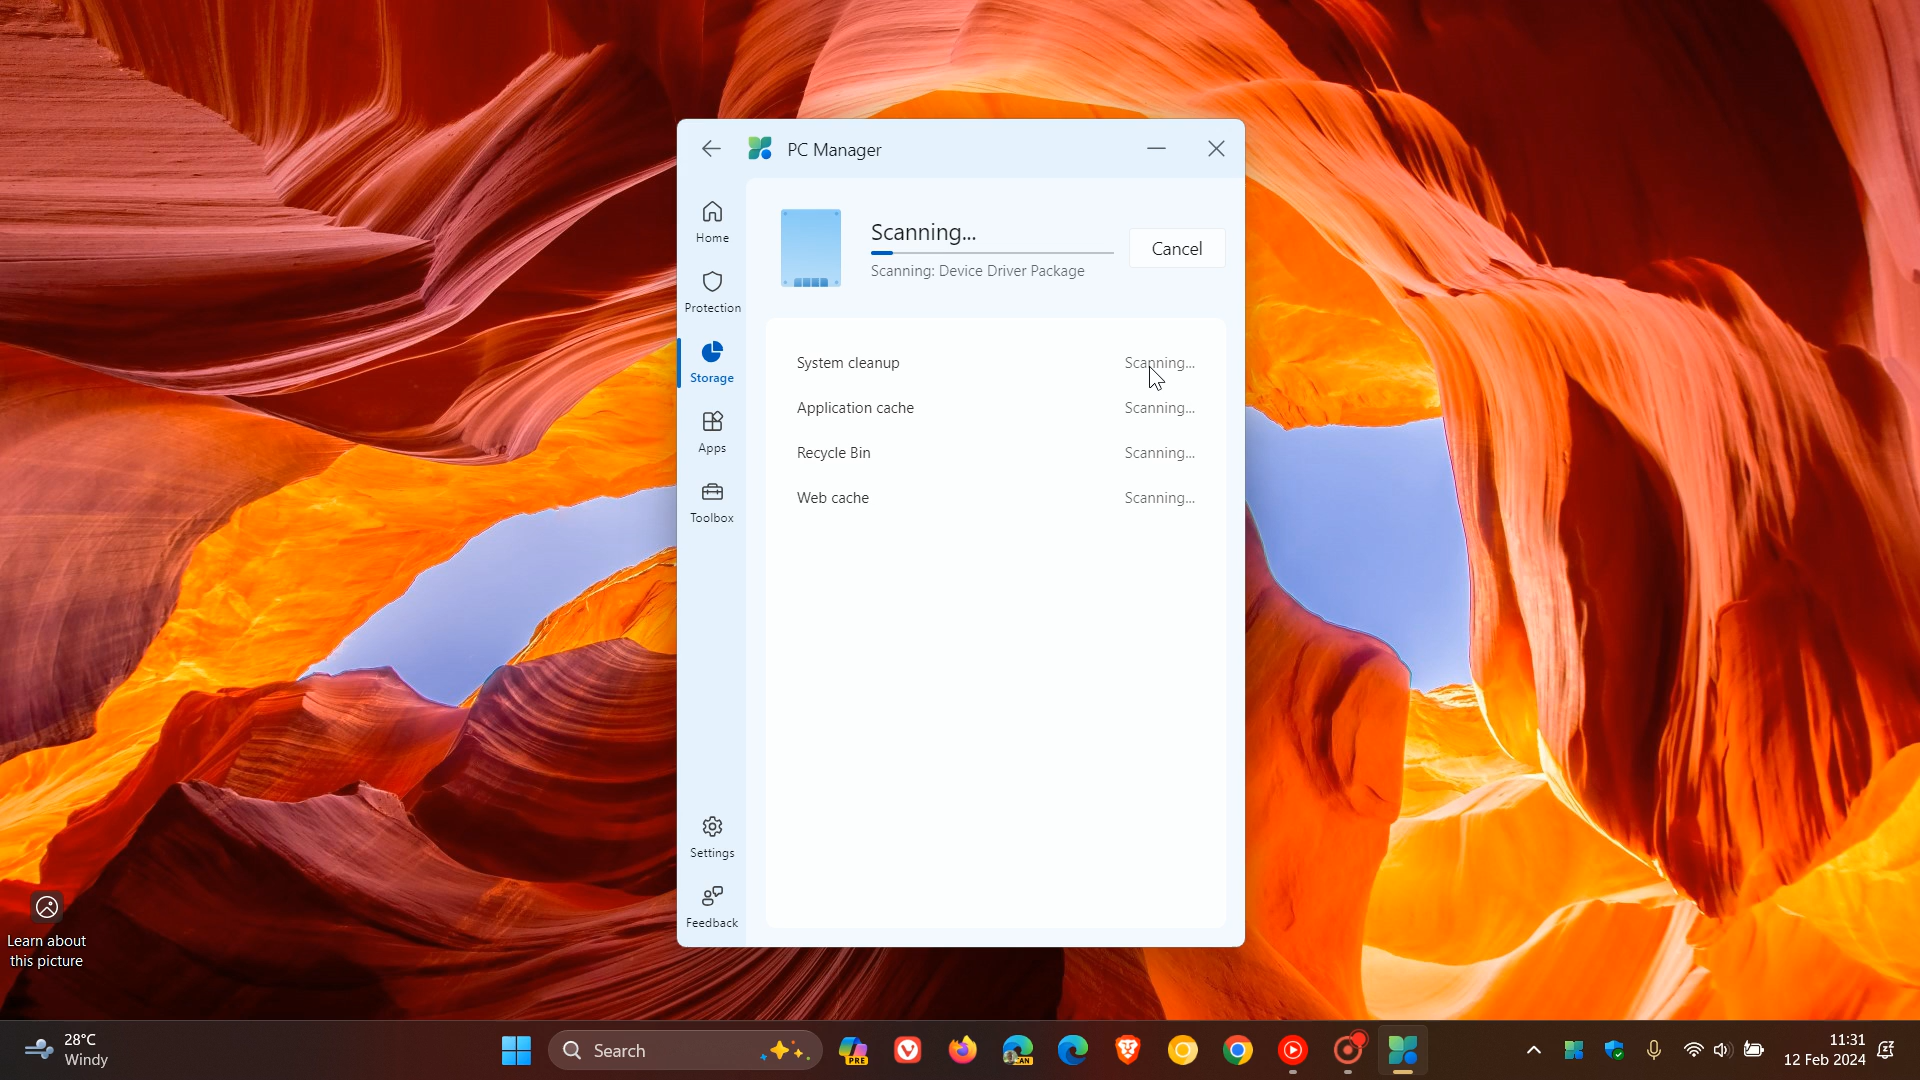 PC Manager
Home
Protection
Storage
Apps
Toolbox
Settings
Feedback
Scanning...
Scanning: Device Driver Package
Cancel
System cleanup Scanning...
Application cache Scanning...
Recycle Bin Scanning...
Web cache Scanning...
Learn about
this picture
28°C
Windy
Search
PRE
CAN
11:31
12 Feb 2024